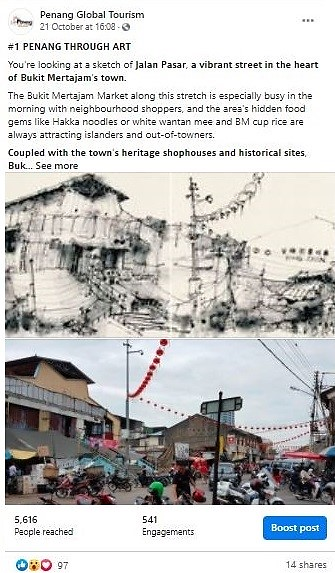 Penang Global Tourism
21 October at 16:08 ·
#1 PENANG THROUGH ART
You're looking at a sketch of Jalan Pasar, a vibrant street in the heart
of Bukit Mertajam's town.
The Bukit Mertajam Market along this stretch is especially busy in the
morning with neighbourhood shoppers, and the area's hidden food
gems like Hakka noodles or white wantan mee and BM cup rice are
always attracting islanders and out-of-towners.
Coupled with the town's heritage shophouses and historical sites,
Buk... See more
5,616
People reached
541
Engagements
Boost post
97
14 shares